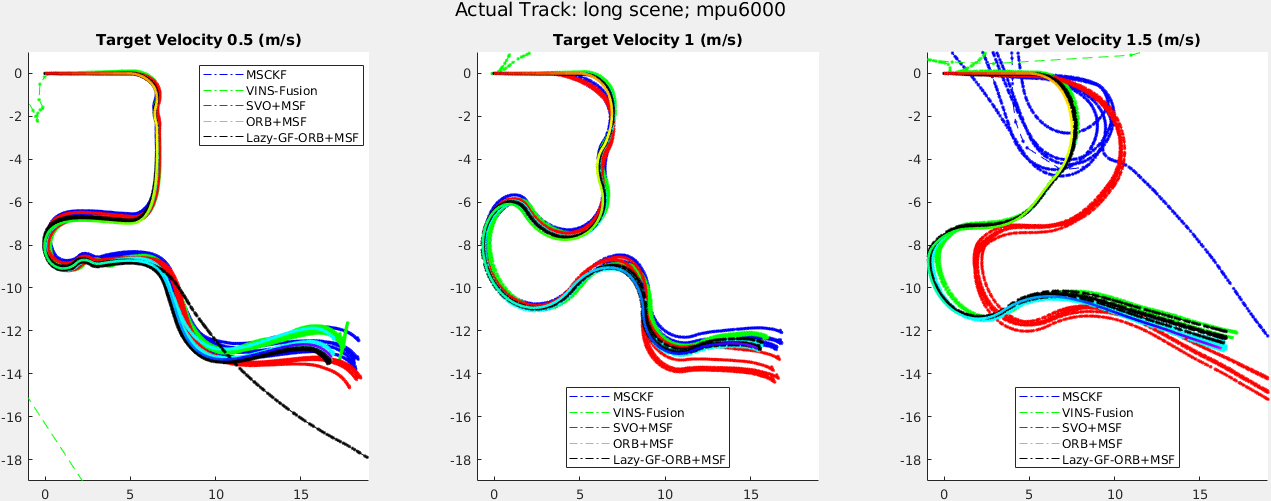 Actual Track: long scene; mpu6000
Target Velocity 0.5 (m/s)
0
-2
-4
-6
-8
-10
-12
-14
-16
-18
0
5
10
15
MSCKF
VINS-Fusion
SVO+MSF
ORB+MSF
Lazy-GF-ORB+MSF
Target Velocity 1 (m/s)
0
-2
-4
-6
-8
-10
-12
-14
-16
-18
0
5
10
15
MSCKF
VINS-Fusion
SVO+MSF
ORB+MSF
Lazy-GF-ORB+MSF
Target Velocity 1.5 (m/s)
0
-2
-4
-6
-8
-10
-12
-14
-16
-18
0
5
10
15
MSCKF
VINS-Fusion
SVO+MSF
ORB+MSF
Lazy-GF-ORB+MSF